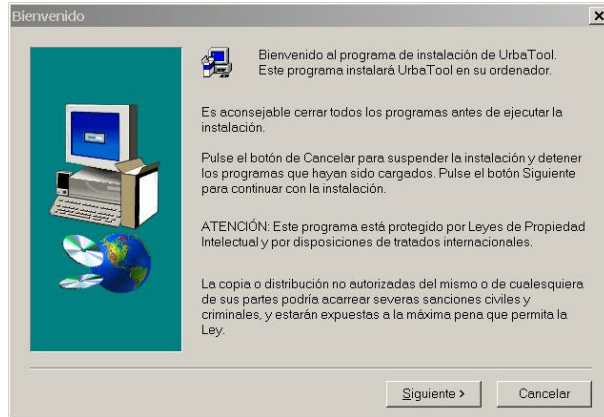 Bienvenido
Bienvenido al programa de instalación de UrbaTool.
Este programa instalará UrbaTool en su ordenador.
Es aconsejable cerrar todos los programas antes de ejecutar la
instalación.
Pulse el botón de Cancelar para suspender la instalación y detener
los programas que hayan sido cargados. Pulse el botón Siguiente
para continuar con la instalación.
ATENCIÓN: Este programa está protegido por Leyes de Propiedad
Intelectual y por disposiciones de tratados internacionales.
La copia o distribución no autorizadas del mismo o de cualesquiera
de sus partes podría acarrear severas sanciones civiles y
criminales, y estarán expuestas a la máxima pena que permita la
Ley.
Siguiente >
Cancelar